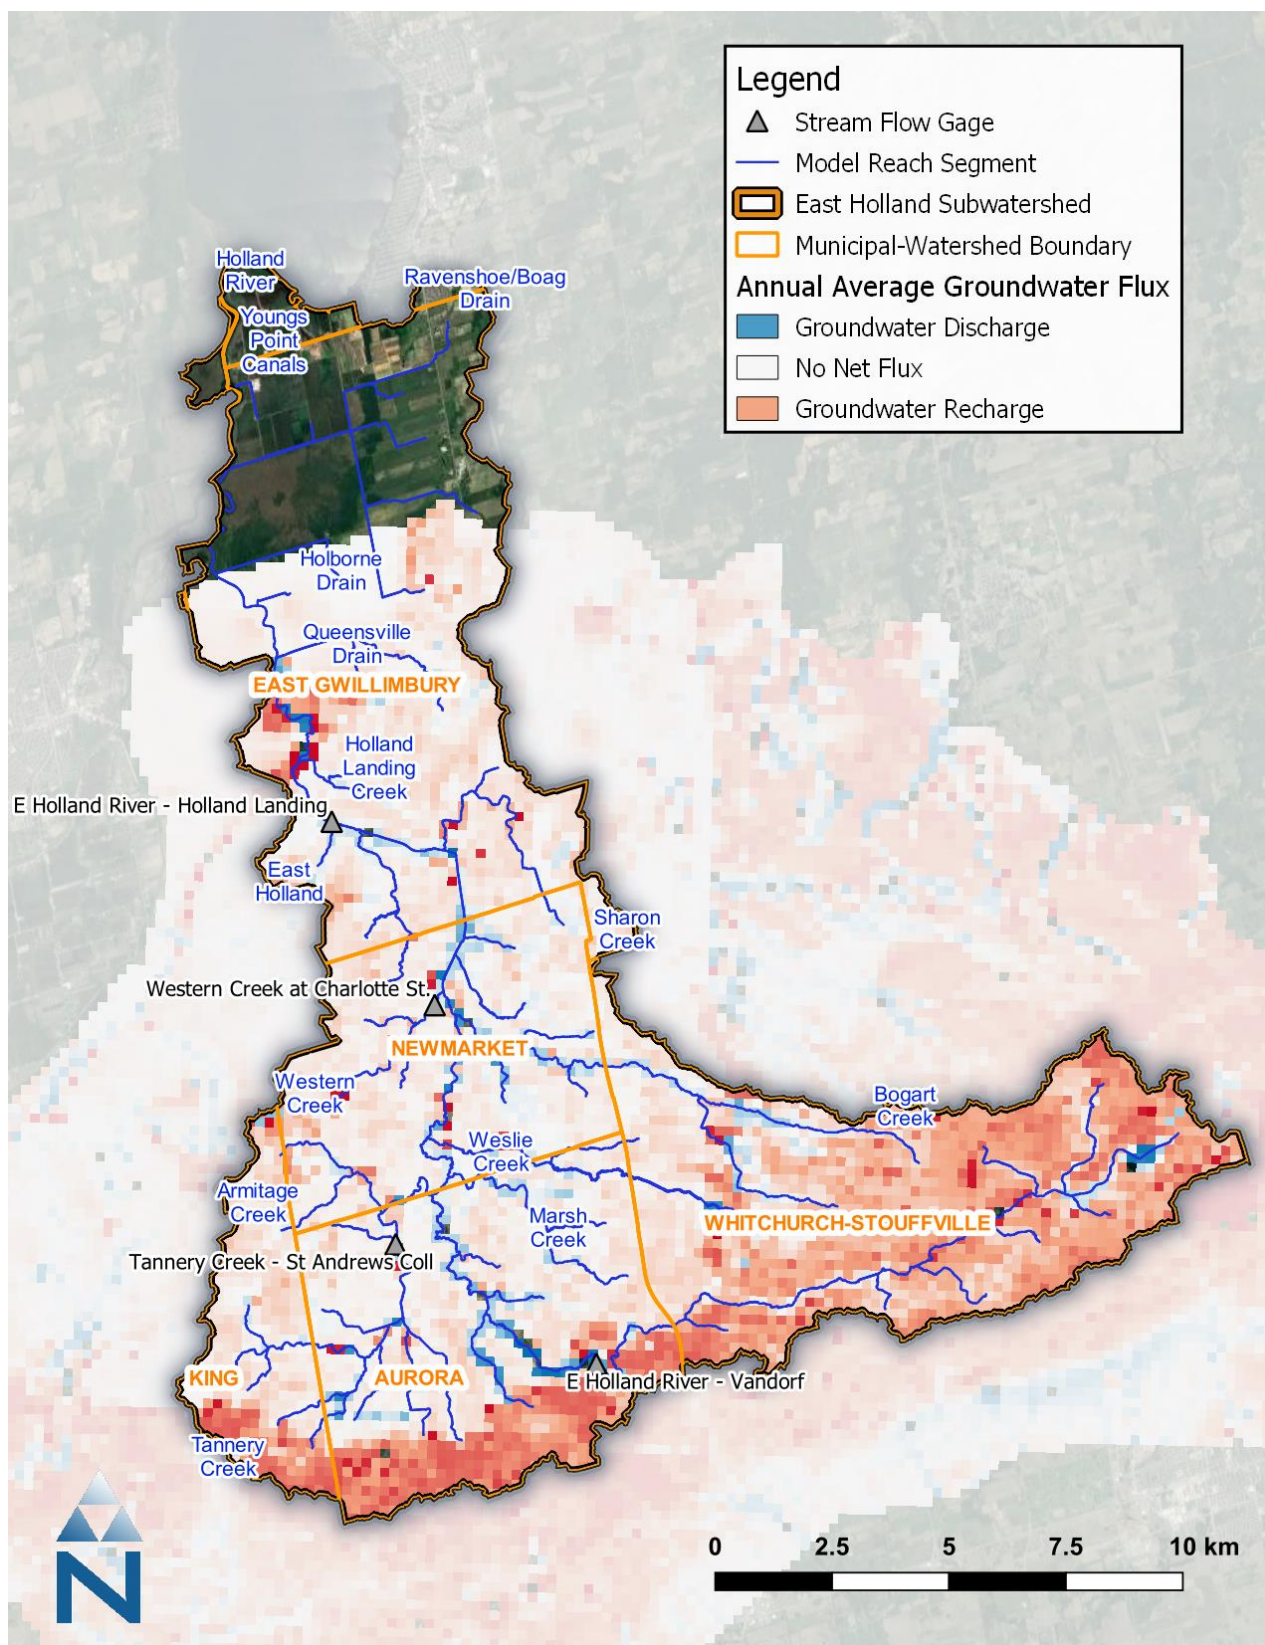 Legend
Stream Flow Gage
Model Reach Segment
East Holland Subwatershed
Municipal-Watershed Boundary
Annual Average Groundwater Flux
Groundwater Discharge
No Net Flux
Groundwater Recharge
Holland
River
Ravenshoe/Boag
Drain
Youngs
Point
Canals
Holborne
Drain
Queensville
Drain
EAST GWILLIMBURY
Holland
Landing
Creek
E Holland River - Holland Landing
East
Holland
Sharon
Creek
Western Creek at Charlotte St.
NEWMARKET
Western
Creek
Bogart
Creek
Weslie
Creek
Armitage
Creek
Marsh
Creek
WHITCHURCH-STOUFFVILLE
Tannery Creek - St Andrews Coll
KING
AURORA
E Holland River - Vandorf
Tannery
Creek
N
0 2.5 5 7.5 10 km